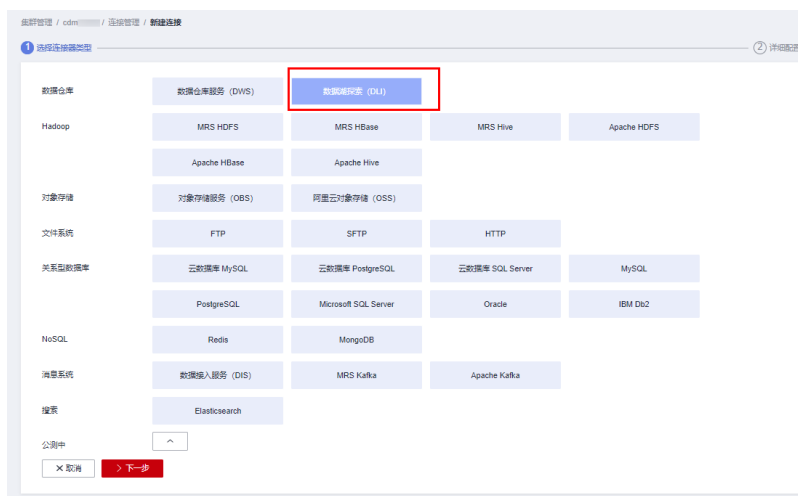 集群管理 / cdm / 连接管理 / 新建连接
1 选择连接器类型 2 详细配置
数据仓库 数据仓库服务（DWS） 数据湖探索（DLI）
Hadoop MRS HDFS MRS HBase MRS Hive Apache HDFS
Apache HBase Apache Hive
对象存储 对象存储服务（OBS） 阿里云对象存储（OSS）
文件系统 FTP SFTP HTTP
关系型数据库 云数据库 MySQL 云数据库 PostgreSQL 云数据库 SQL Server MySQL
PostgreSQL Microsoft SQL Server Oracle IBM Db2
NoSQL Redis MongoDB
消息系统 数据接入服务（DIS） MRS Kafka Apache Kafka
搜索 Elasticsearch
公测中
取消 下一步